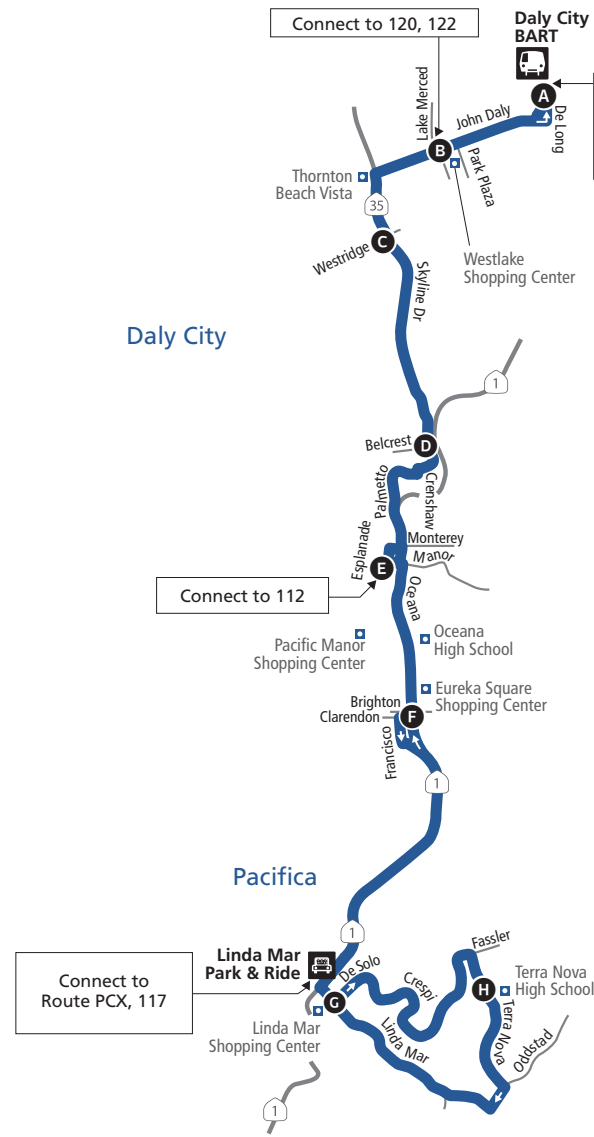 Connect to 120, 122
Daly City
BART
A
Lake Merced
John Daly
De Long
B
Park Plaza
Thornton
Beach Vista
35
Westridge
C
Westlake
Shopping Center
Skyline Dr
Daly City
1
Belcrest
D
Palmetto
Crenshaw
Esplanade
Monterey
Manor
E
Oceana
Connect to 112
Pacific Manor
Shopping Center
Oceana
High School
Eureka Square
Shopping Center
Brighton
Clarendon
F
Francisco
1
Pacifica
1
Linda Mar
Park & Ride
Connect to
Route PCX, 117
De Solo
Crespi
Fassler
G
H
Terra Nova
High School
Linda Mar
Shopping Center
Linda Mar
Terra Nova
Oddstad
1